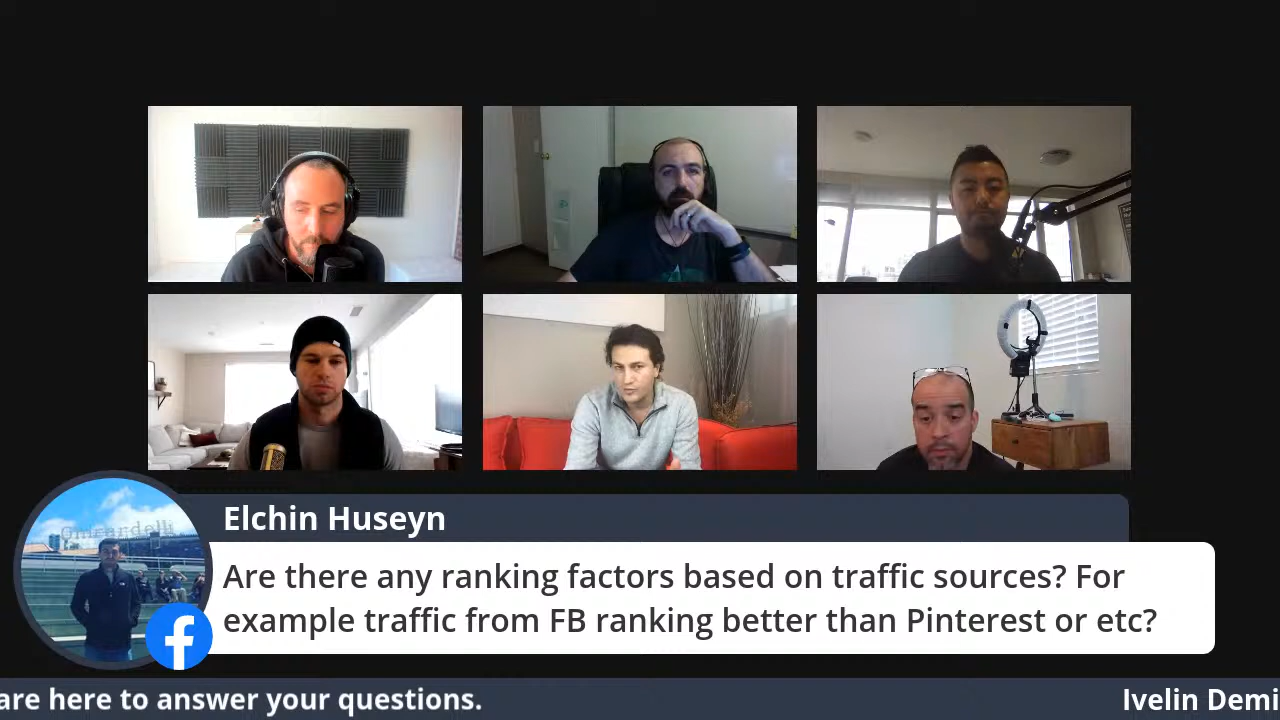 Elchin Huseyn
Are there any ranking factors based on traffic sources? For
example traffic from FB ranking better than Pinterest or etc?
are here to answer your questions.
Ivelin Demi